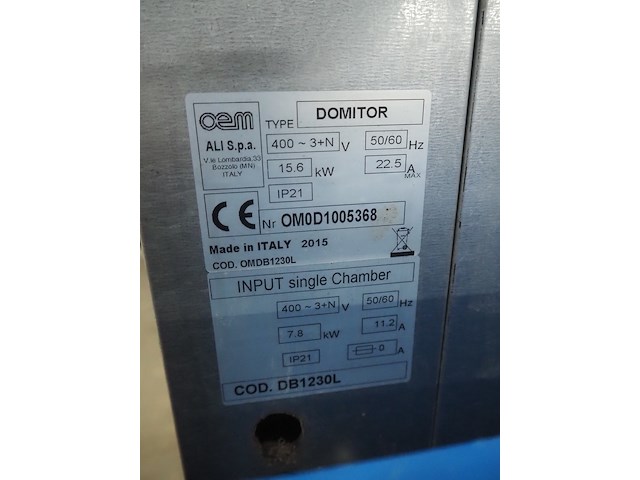 oem
TYPE DOMITOR
ALI S.p.a.
V.le Lombardia,33
Bozzolo (MN)
ITALY
400 ~ 3+N V 50/60 Hz
15.6 kW 22.5 A MAX
IP21
CE Nr OM0D1005368
Made in ITALY 2015
COD. OMDB1230L
INPUT single Chamber
400 ~ 3+N V 50/60 Hz
7.8 kW 11.2 A
IP21 0 A
COD. DB1230L